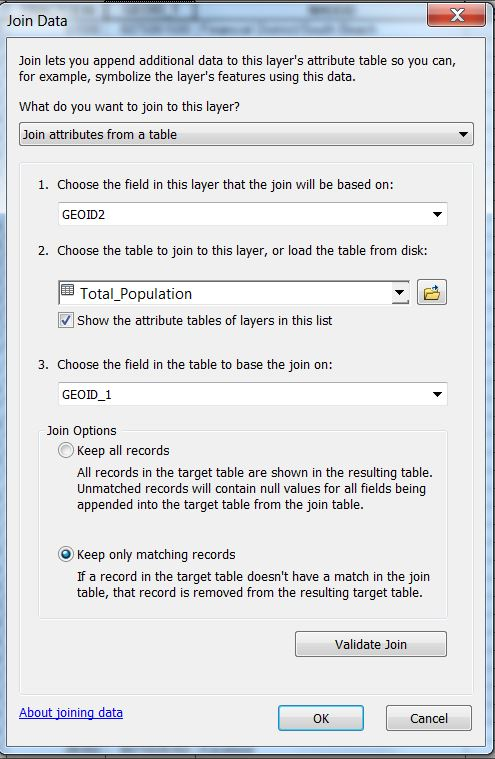 Join Data
Join lets you append additional data to this layer's attribute table so you can,
for example, symbolize the layer's features using this data.
What do you want to join to this layer?
Join attributes from a table
1. Choose the field in this layer that the join will be based on:
GEOID2
2. Choose the table to join to this layer, or load the table from disk:
Total_Population
Show the attribute tables of layers in this list
3. Choose the field in the table to base the join on:
GEOID_1
Join Options
Keep all records
All records in the target table are shown in the resulting table.
Unmatched records will contain null values for all fields being
appended into the target table from the join table.
Keep only matching records
If a record in the target table doesn't have a match in the join
table, that record is removed from the resulting target table.
Validate Join
About joining data
OK
Cancel